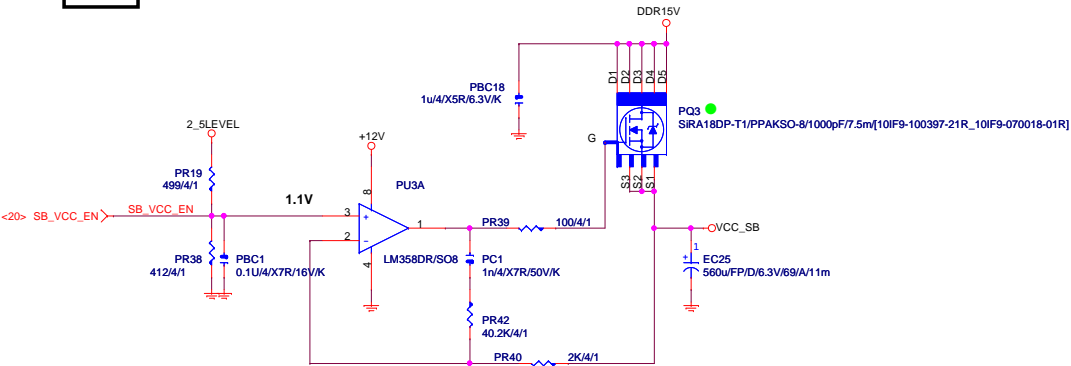 DDR15V
D1
D2
D3
D4
D5
PBC18
1u/4/X5R/6.3V/K
PQ3
SiRA18DP-T1/PPAKSO-8/1000pF/7.5m/[10IF9-100397-21R_10IF9-070018-01R]
G
S3
S2
S1
2_5LEVEL
+12V
PR19
499/4/1
1.1V
PU3A
8
<20> SB_VCC_EN
SB_VCC_EN
3
+
2
-
1
4
PR39
100/4/1
VCC_SB
PR38
412/4/1
PBC1
0.1U/4/X7R/16V/K
LM358DR/SO8
PC1
1n/4/X7R/50V/K
1
+
EC25
560u/FP/D/6.3V/69/A/11m
PR42
40.2K/4/1
PR40
2K/4/1